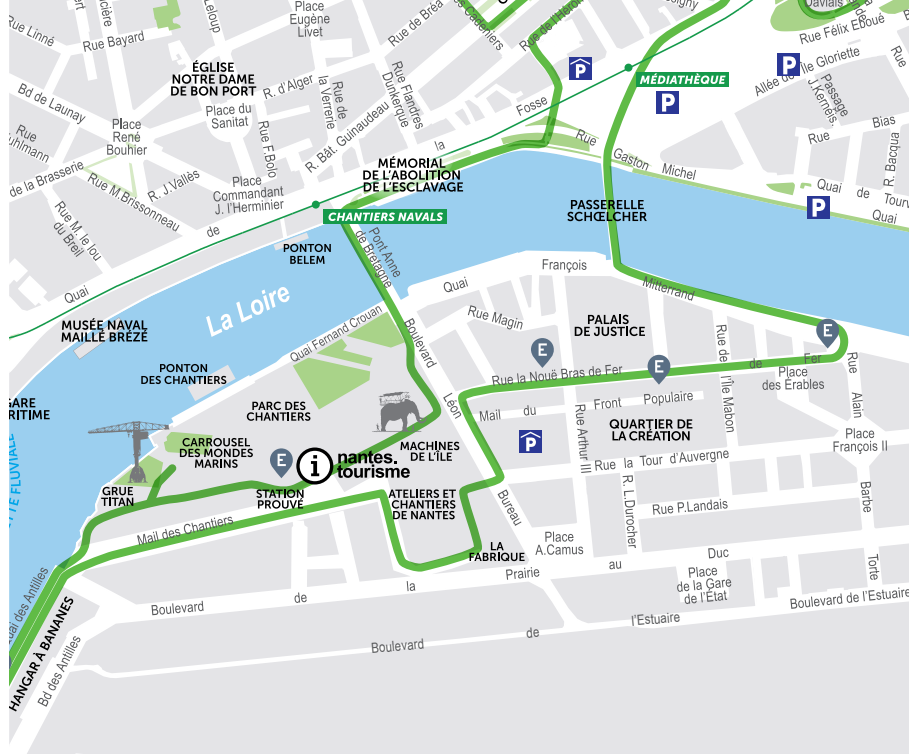 Place
Eugène
Livet
Rue de Bréa
Rue de l'Héron
Davials
Rue Félix Eboué
Rue Linné
Rue Bayard
Leloup
ÉGLISE
NOTRE DAME
DE BON PORT
R. d'Alger
Rue de
la Verrerie
Rue Flandres
Dunkerque
P
MÉDIATHÈQUE
P
P
Allée de l'Île Gloriette
Passage
Bd de Launay
Place du
Sanitat
R. Bât. Guinaudeau
Fosse
la
Rue
Bias
Place
René
Bouhier
Rue F. Bolo
Rue
Gaston
Michel
R. Bacqua
Rue
de la Brasserie
Rue M. Brissonneau
R. J. Vallès
Place
Commandant
J. l'Herminier
MÉMORIAL
DE L'ABOLITION
DE L'ESCLAVAGE
Quai
de
Quai
P
PASSERELLE
SCHŒLCHER
CHANTIERS NAVALS
Rue M. le lou
du Breil
de
PONTON
BELEM
Pont Anne
de Bretagne
Quai
François
Mitterrand
Quai
La Loire
MUSÉE NAVAL
MAILLÉ BRÉZÉ
Quai Fernand Crouan
Boulevard
Rue Magin
PALAIS
DE JUSTICE
E
E
E
Rue la Nouë Bras de Fer
Rue de
l'Île Mabon
de
Fer
Place
des Érables
Rue
Alain
Barbe
Torte
PONTON
DES CHANTIERS
PARC DES
CHANTIERS
Léon
Mail du
Front
Populaire
QUARTIER DE
LA CRÉATION
Rue Arthur III
P
Place
François II
CARROUSEL
DES MONDES
MARINS
E
i
nantes.
tourisme
MACHINES
DE L'ÎLE
Rue la Tour d'Auvergne
R. L. Durocher
GRUE
TITAN
STATION
PROUVÉ
ATELIERS ET
CHANTIERS
DE NANTES
Bureau
Rue P.Landais
Mail des Chantiers
LA
FABRIQUE
Place
A.Camus
Boulevard
de
la
Prairie
au
Duc
Place
de la Gare
de l'État
Boulevard de l'Estuaire
HANGAR À BANANES
Bd des Antilles
Boulevard
de
l'Estuaire